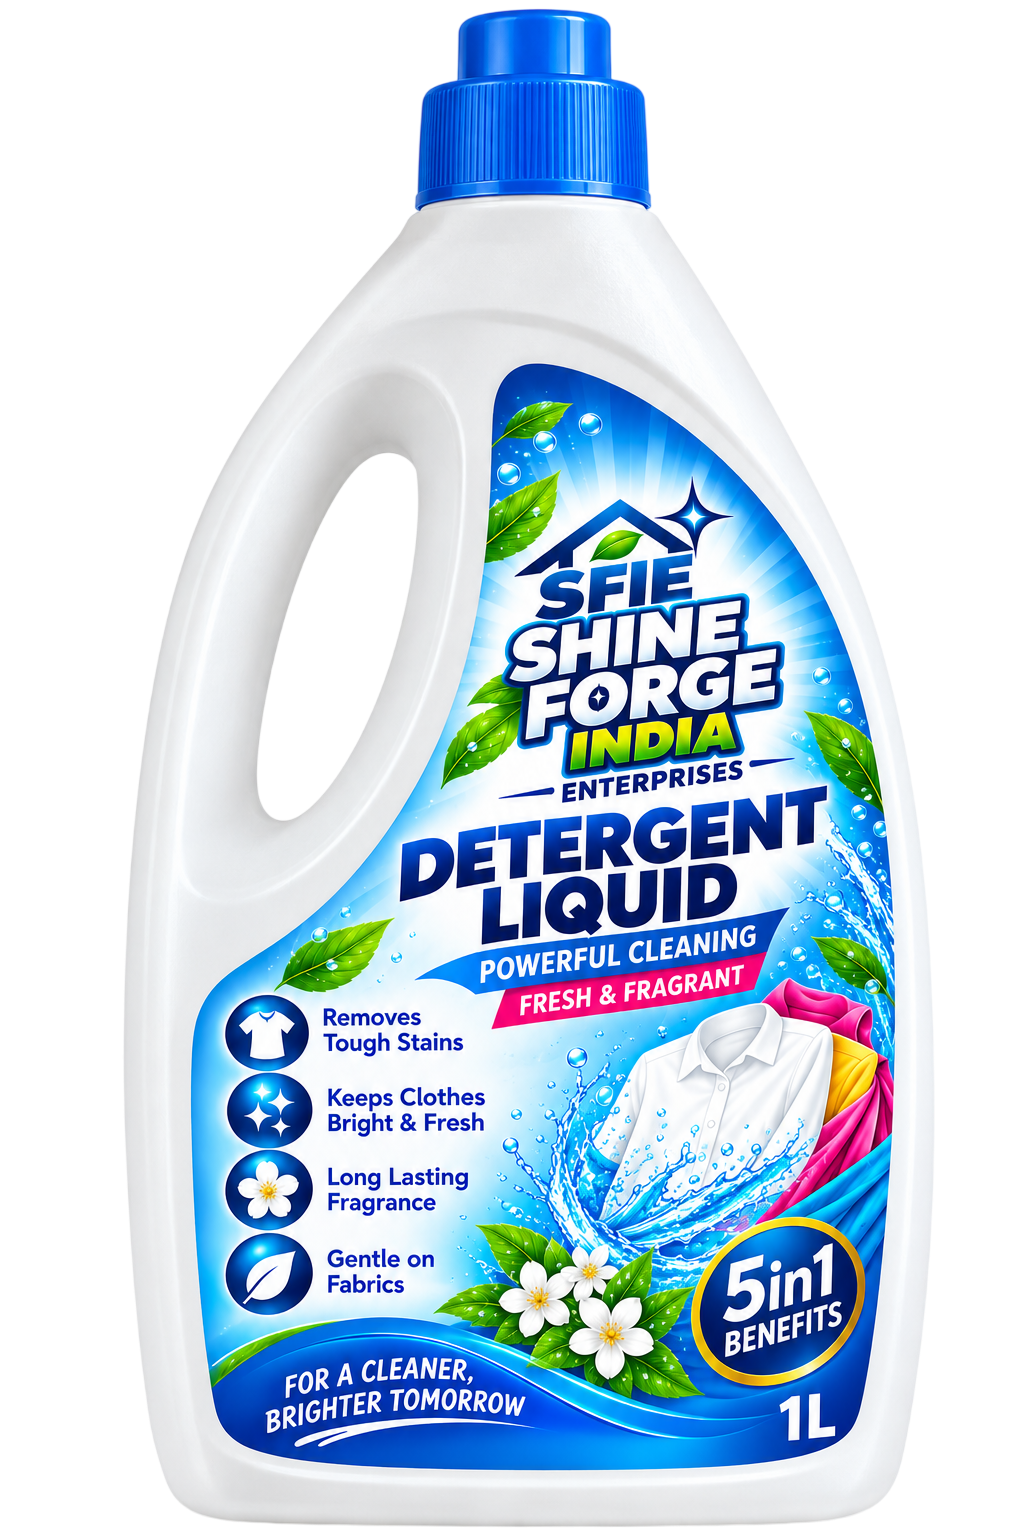 SFIE
SHINE
FORGE
INDIA
ENTERPRISES
DETERGENT
LIQUID
POWERFUL CLEANING
FRESH & FRAGRANT
Removes
Tough Stains
Keeps Clothes
Bright & Fresh
Long Lasting
Fragrance
Gentle on
Fabrics
5in1
BENEFITS
FOR A CLEANER,
BRIGHTER TOMORROW
1L